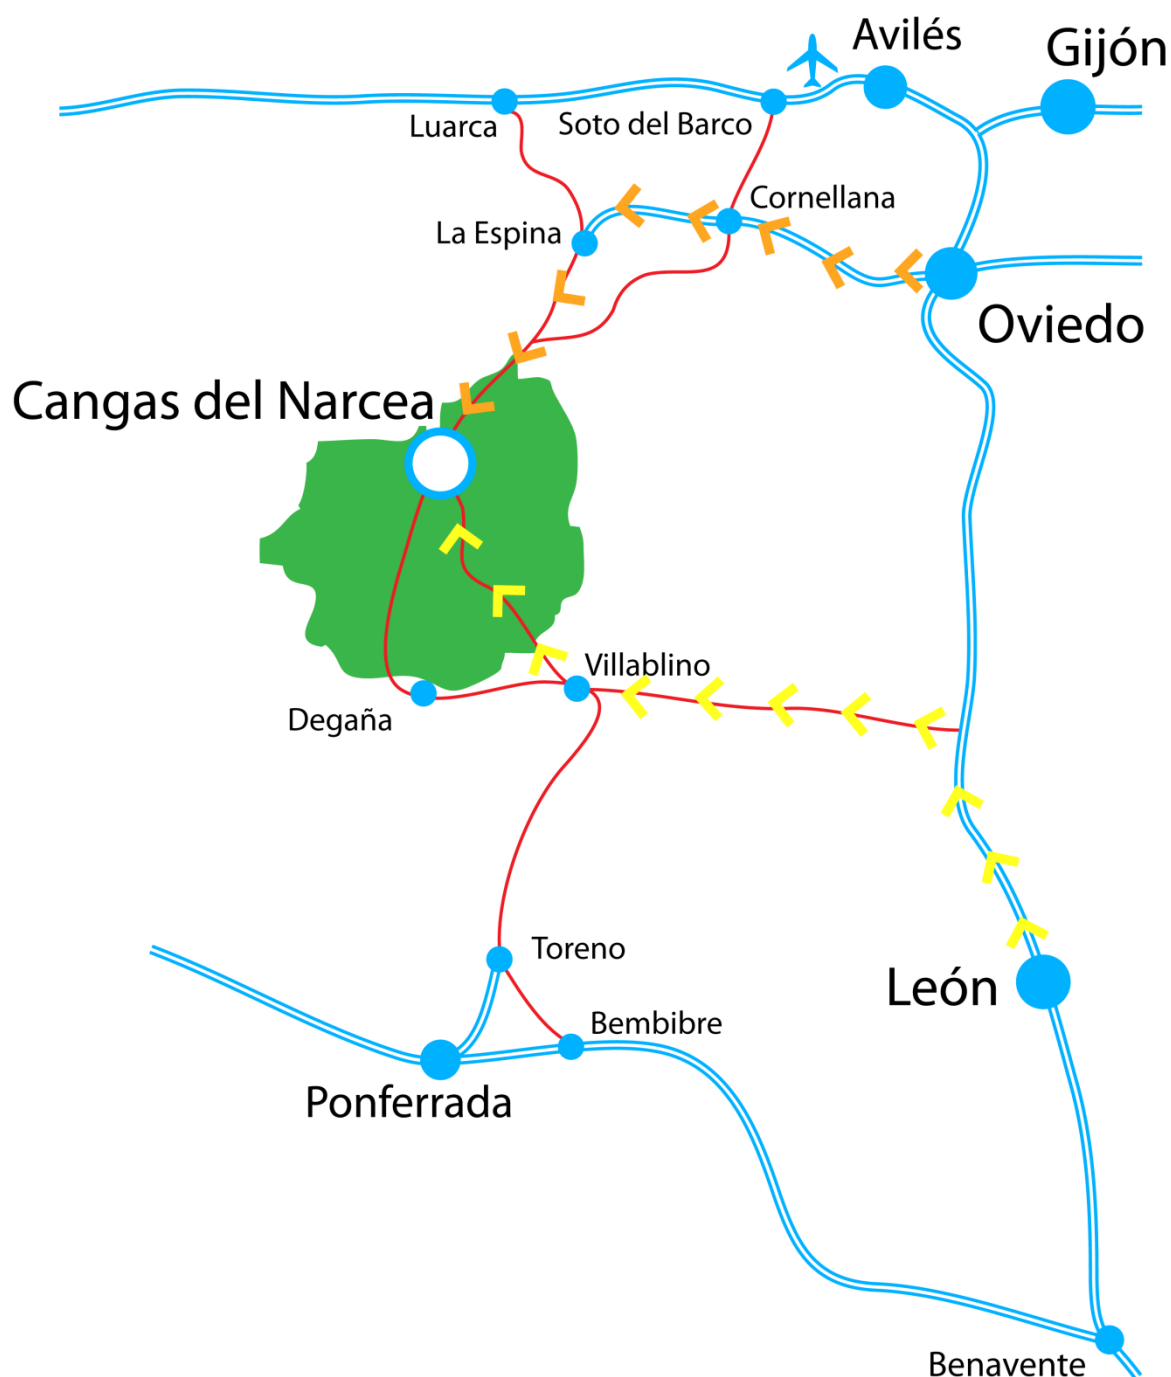 Avilés
Gijón
Luarca
Soto del Barco
Cornellana
La Espina
Oviedo
Cangas del Narcea
Villablino
Degaña
Toreno
León
Bembibre
Ponferrada
Benavente